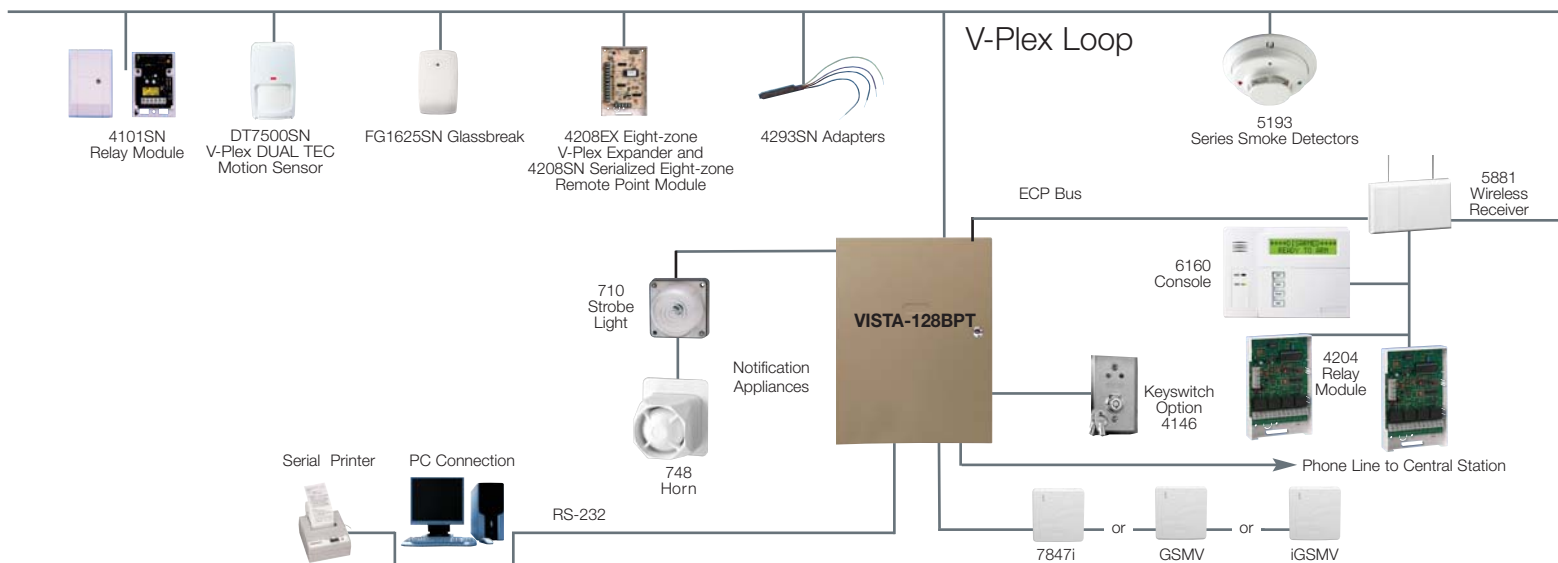 V-Plex Loop
4101SN
Relay Module
DT7500SN
V-Plex DUAL TEC
Motion Sensor
FG1625SN Glassbreak
4208EX Eight-zone
V-Plex Expander and
4208SN Serialized Eight-zone
Remote Point Module
4293SN Adapters
5193
Series Smoke Detectors
ECP Bus
5881
Wireless
Receiver
6160
Console
****DISARMED****
READY TO ARM
710
Strobe
Light
VISTA-128BPT
Notification
Appliances
748
Horn
Keyswitch
Option
4146
4204
Relay
Module
Phone Line to Central Station
Serial Printer
PC Connection
RS-232
7847i
or
GSMV
or
iGSMV